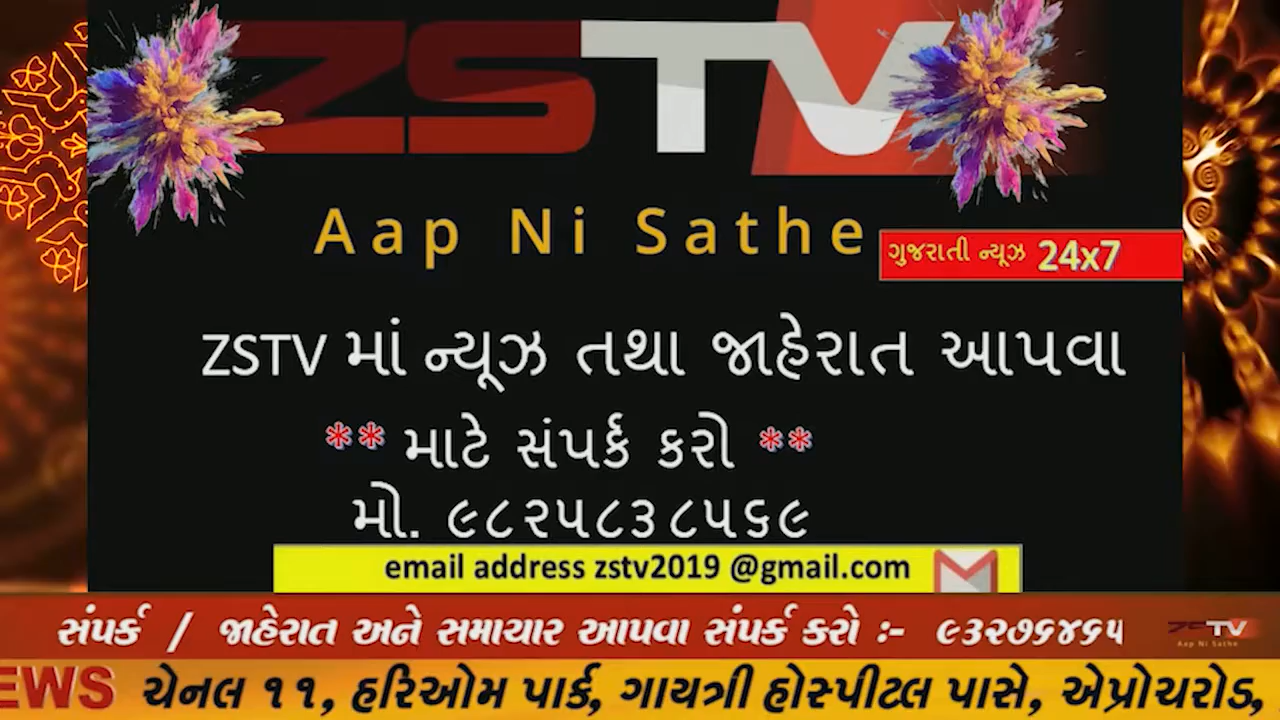 ZSTV
Aap Ni Sathe
ગુજરાતી ન્યૂઝ 24x7
ZSTV માં ન્યૂઝ તથા જાહેરાત આપવા
** માટે સંપર્ક કરો **
મો. ૯૮૨૫૮૩૮૫૬૯
email address zstv2019 @gmail.com
સંપર્ક / જાહેરાત અને સમાચાર આપવા સંપર્ક કરો :- ૯૩૨૭૬૪૬૫
ZSTV
Aap Ni Sathe
EWS ચેનલ ૧૧, હરિઓમ પાર્ક, ગાયત્રી હોસ્પીટલ પાસે, એપ્રોચરોડ,